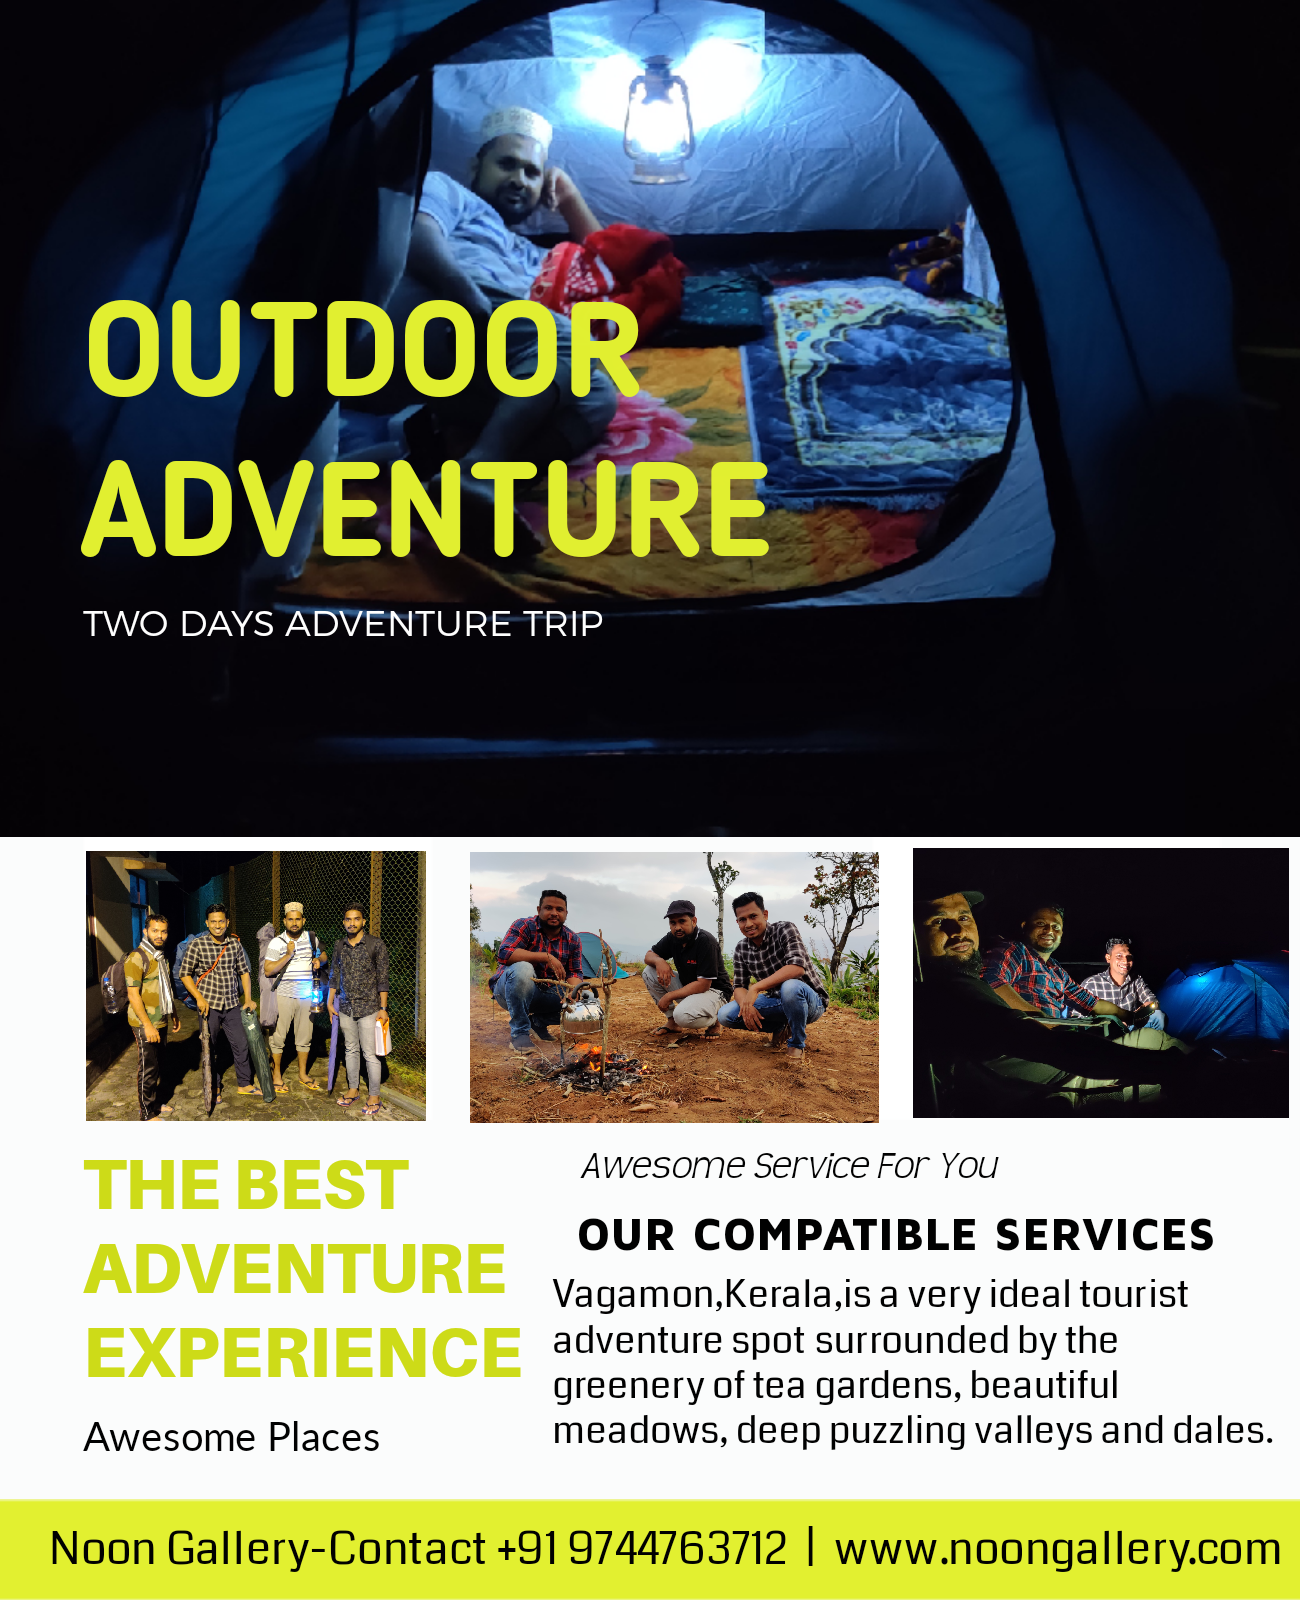 OUTDOOR
ADVENTURE
TWO DAYS ADVENTURE TRIP
THE BEST
ADVENTURE
EXPERIENCE
Awesome Places
Awesome Service For You
OUR COMPATIBLE SERVICES
Vagamon,Kerala,is a very ideal tourist
adventure spot surrounded by the
greenery of tea gardens, beautiful
meadows, deep puzzling valleys and dales.
Noon Gallery-Contact +91 9744763712 | www.noongallery.com